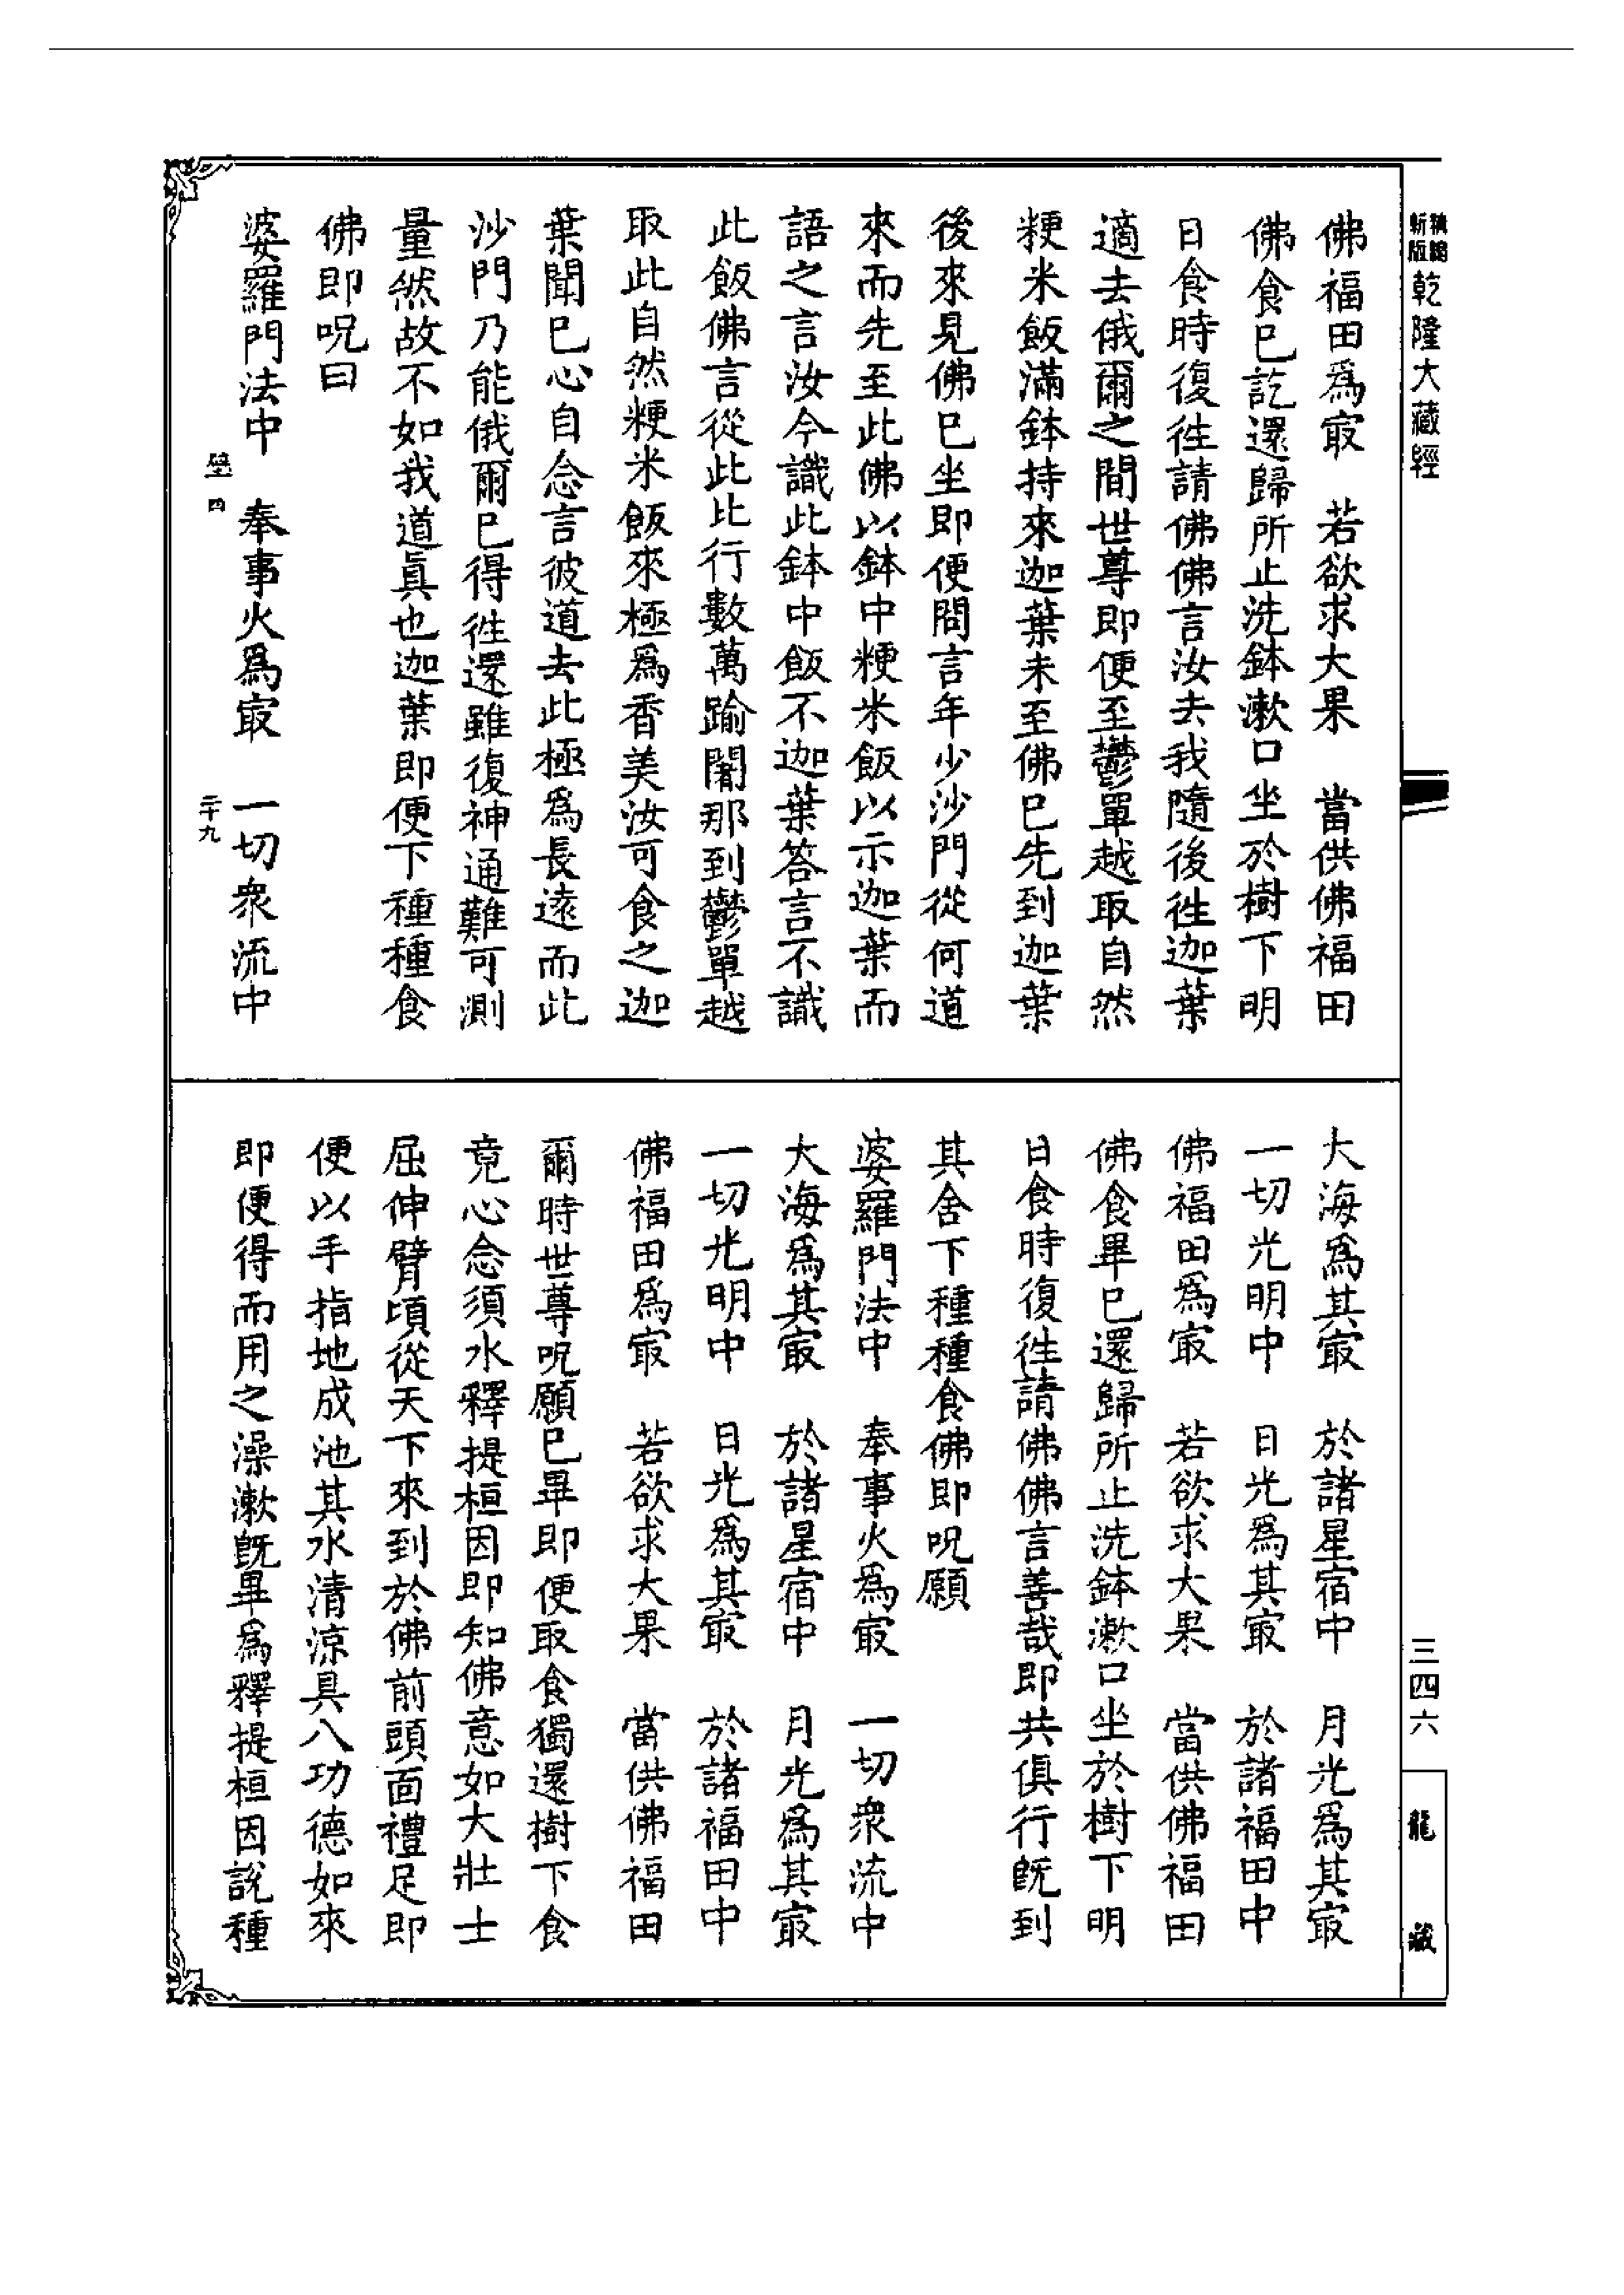 新版
乾隆大藏經
佛福田爲㝡　若欲求大果　當供佛福田
佛食已訖還歸所止洗鉢漱口坐於樹下明
日食時復徃請佛佛言汝去我隨後徃迦葉
適去俄爾之間世尊即便至鬱單越取自然
粳米飯滿鉢持來迦葉未至佛已先到迦葉
後來見佛已坐即便問言年少沙門從何道
來而先至此佛以鉢中粳米飯以示迦葉而
語之言汝今識此鉢中飯不迦葉答言不識
此飯佛言從此北行數萬踰闍那到鬱單越
取此自然粳米飯來極爲香美汝可食之迦
葉聞已心自念言彼道去此極爲長遠而此
沙門乃能俄爾已得徃還雖復神通難可測
量然故不如我道眞也迦葉即便下種種食
佛即呪曰
婆羅門法中　奉事火爲㝡　一切衆流中
壁四　二十九
大海爲其㝡　於諸星宿中　月光爲其㝡
一切光明中　日光爲其㝡　於諸福田中
佛福田爲㝡　若欲求大果　當供佛福田
佛食畢已還歸所止洗鉢漱口坐於樹下明
日食時復徃請佛佛言善哉即共俱行旣到
其舍下種種食佛即呪願
婆羅門法中　奉事火爲㝡　一切衆流中
大海爲其㝡　於諸星宿中　月光爲其㝡
一切光明中　日光爲其㝡　於諸福田中
佛福田爲㝡　若欲求大果　當供佛福田
爾時世尊呪願已畢即便取食獨還樹下食
竟心念須水釋提桓因即知佛意如大壯士
屈伸臂頃從天下來到於佛前頭面禮足即
便以手指地成池其水清涼具八功德如來
即便得而用之澡漱旣畢爲釋提桓因說種
三四六
龍藏